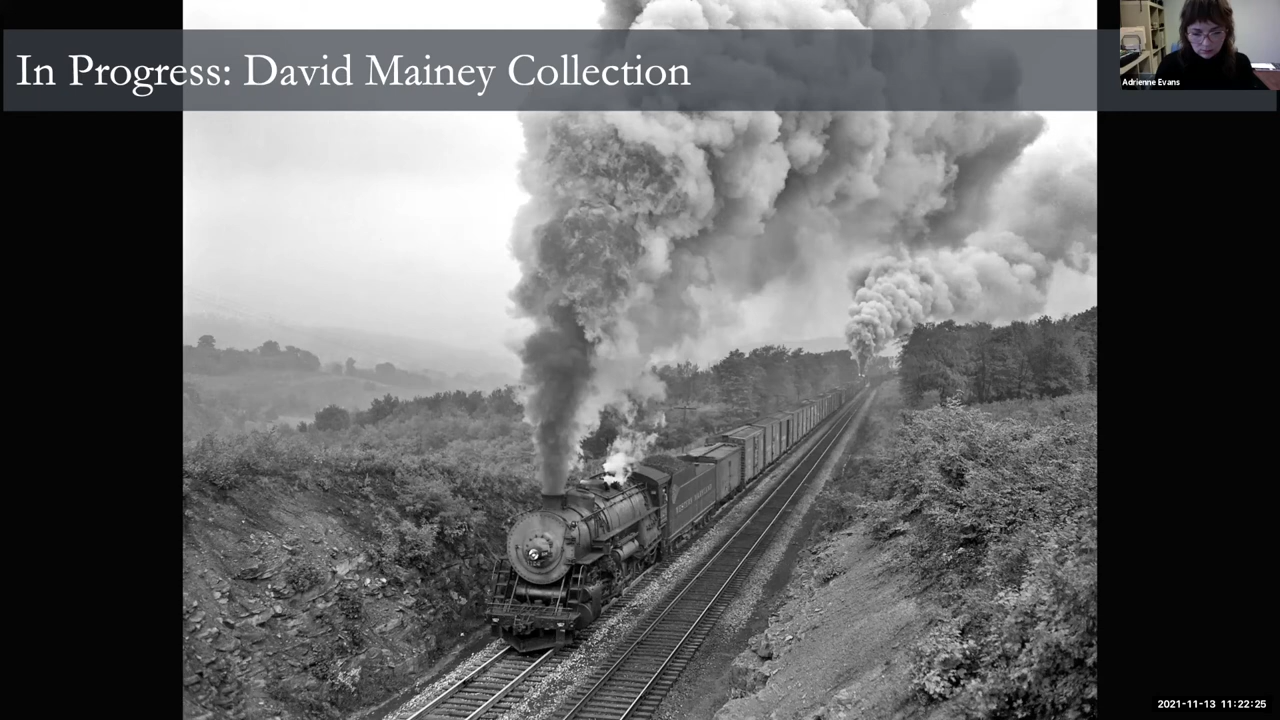 In Progress: David Mainey Collection
Adrienne Evans
2021-11-13 11:22:25